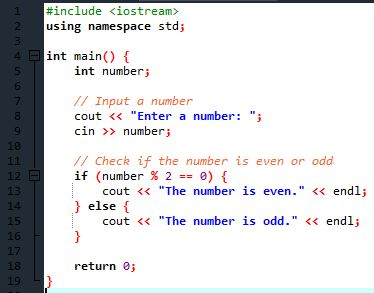 1 #include <iostream>
2 using namespace std;
3
4 int main() {
5     int number;
6
7     // Input a number
8     cout << "Enter a number: ";
9     cin >> number;
10
11     // Check if the number is even or odd
12     if (number % 2 == 0) {
13         cout << "The number is even." << endl;
14     } else {
15         cout << "The number is odd." << endl;
16     }
17
18     return 0;
19 }